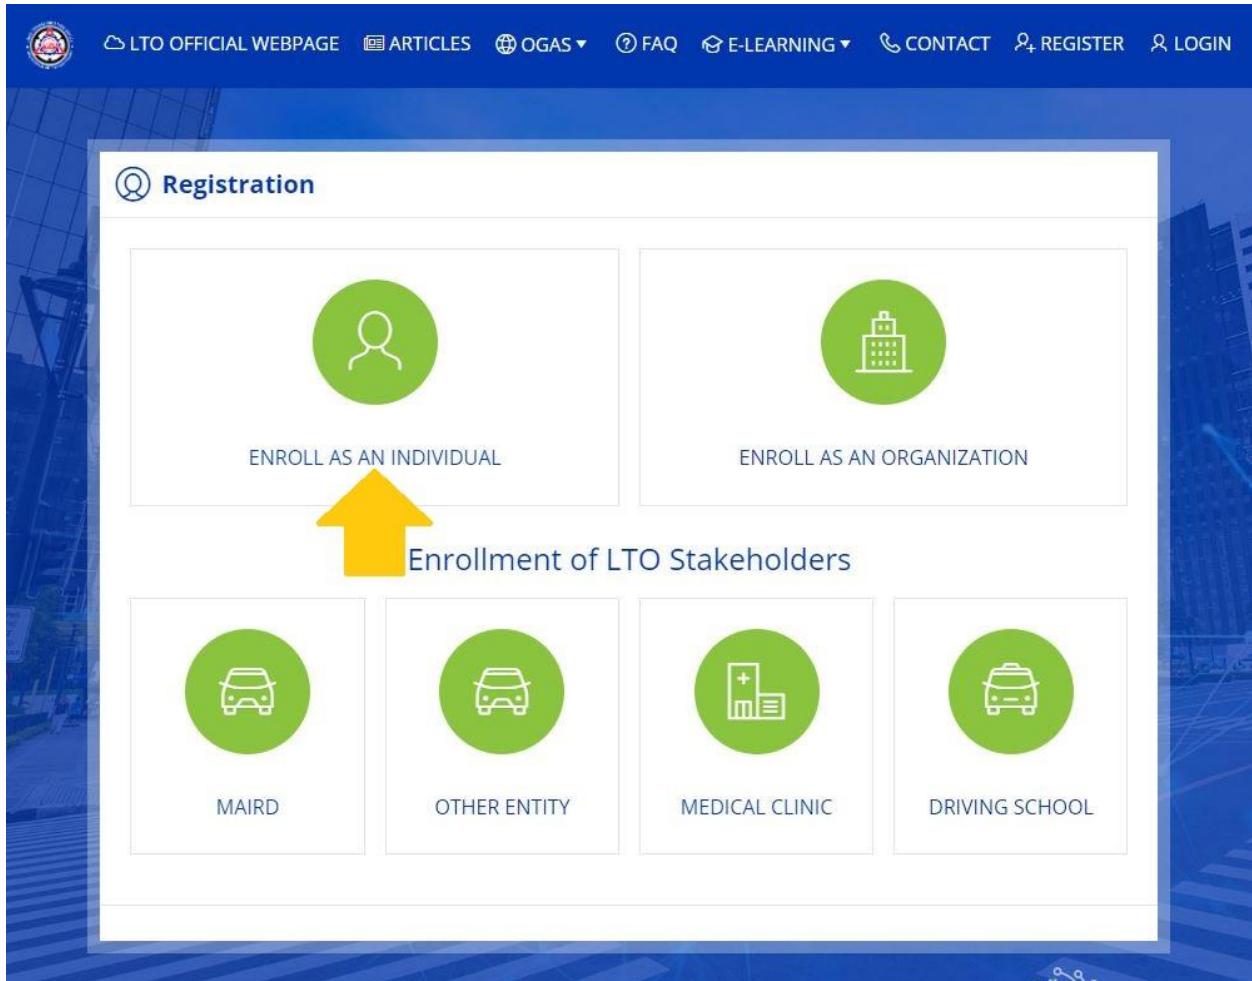 LTO OFFICIAL WEBPAGE ARTICLES OGAS FAQ E-LEARNING CONTACT REGISTER LOGIN
Registration
ENROLL AS AN INDIVIDUAL ENROLL AS AN ORGANIZATION
Enrollment of LTO Stakeholders
MAIRD OTHER ENTITY MEDICAL CLINIC DRIVING SCHOOL